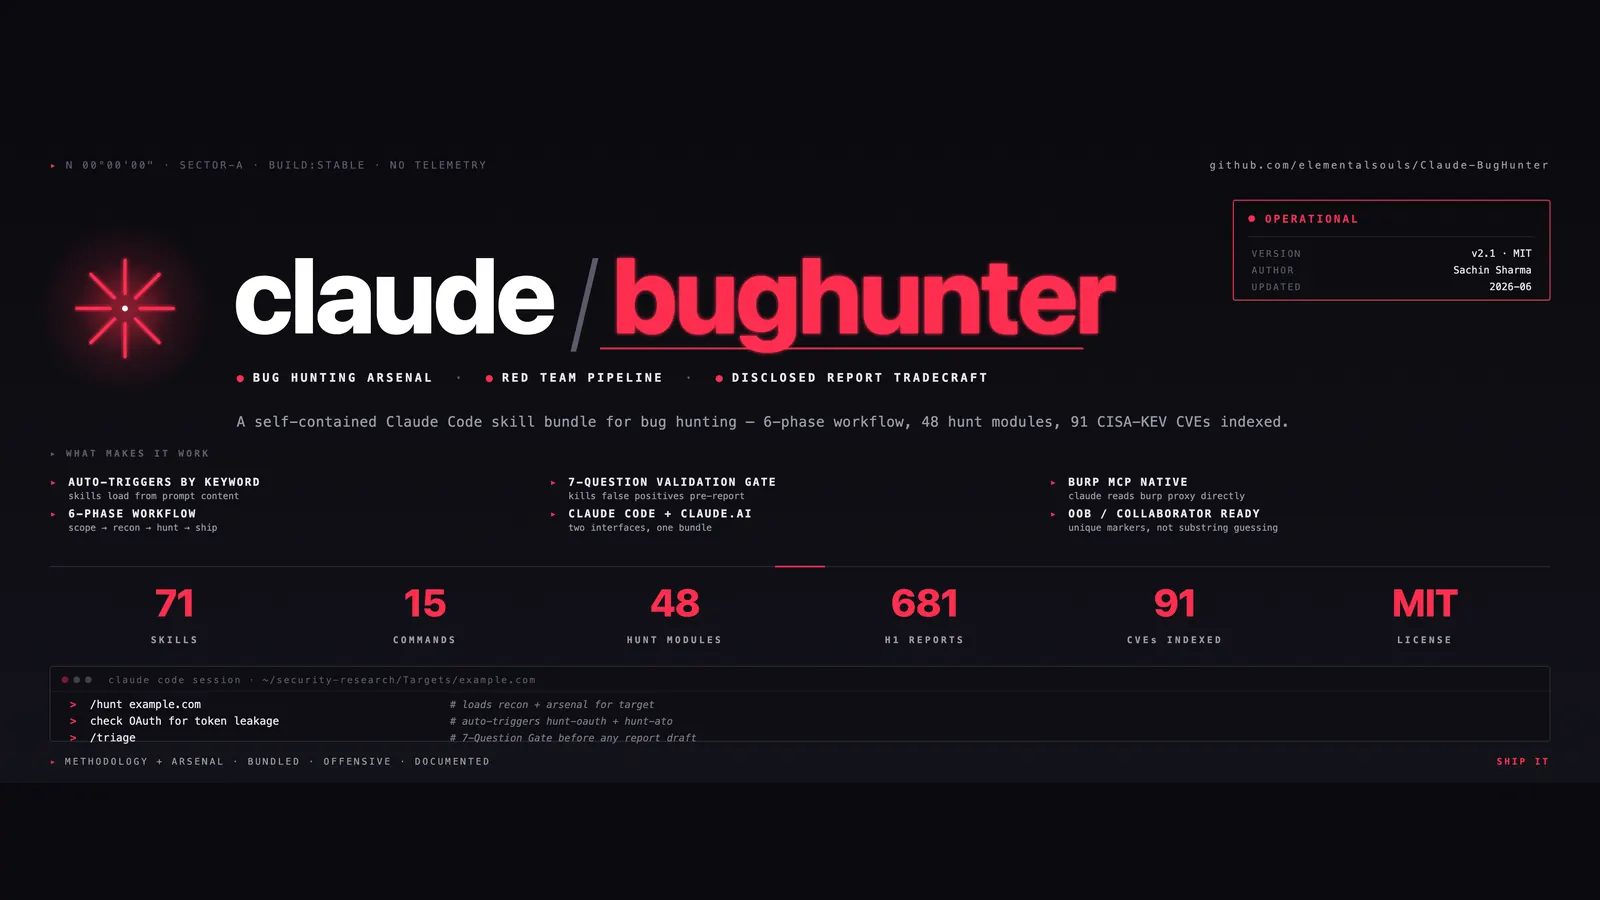 ▸ N 00°00'00" · SECTOR-A · BUILD:STABLE · NO TELEMETRY
github.com/elementalsouls/Claude-BugHunter
● OPERATIONAL
VERSION v2.1 · MIT
AUTHOR Sachin Sharma
UPDATED 2026-06
claude/bughunter
● BUG HUNTING ARSENAL · ● RED TEAM PIPELINE · ● DISCLOSED REPORT TRADECRAFT
A self-contained Claude Code skill bundle for bug hunting — 6-phase workflow, 48 hunt modules, 91 CISA-KEV CVEs indexed.
▸ WHAT MAKES IT WORK
▸ AUTO-TRIGGERS BY KEYWORD
skills load from prompt content
▸ 6-PHASE WORKFLOW
scope → recon → hunt → ship
▸ 7-QUESTION VALIDATION GATE
kills false positives pre-report
▸ CLAUDE CODE + CLAUDE.AI
two interfaces, one bundle
▸ BURP MCP NATIVE
claude reads burp proxy directly
▸ OOB / COLLABORATOR READY
unique markers, not substring guessing
71
SKILLS
15
COMMANDS
48
HUNT MODULES
681
H1 REPORTS
91
CVEs INDEXED
MIT
LICENSE
claude code session · ~/security-research/Targets/example.com
> /hunt example.com # loads recon + arsenal for target
> check OAuth for token leakage # auto-triggers hunt-oauth + hunt-ato
> /triage # 7-Question Gate before any report draft
▸ METHODOLOGY + ARSENAL · BUNDLED · OFFENSIVE · DOCUMENTED
SHIP IT